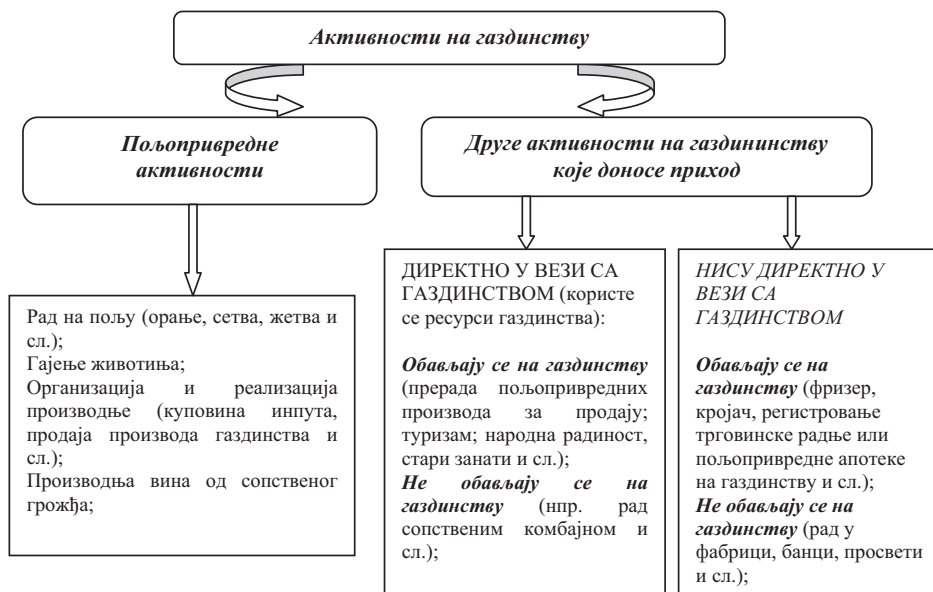 Активности на газдинству
Пољопривредне
активности
Друге активности на газдининству
које доносе приход
Рад на пољу (орање, сетва, жетва и
сл.);
Гајење животиња;
Организација и реализација
производње (куповина инпута,
продаја производа газдинства и
сл.);
Производња вина од сопственог
грожђа;
ДИРЕКТНО У ВЕЗИ СА
ГАЗДИНСТВОМ (користе
се ресурси газдинства):
Обављају се на газдинству
(прерада пољопривредних
производа за продају;
туризам; народна радиност,
стари занати и сл.);
Не обављају се на
газдинству (нпр. рад
сопственим комбајном и
сл.);
НИСУ ДИРЕКТНО У
ВЕЗИ СА
ГАЗДИНСТВОМ
Обављају се на
газдинству (фризер,
кројач, регистровање
трговинске радње или
пољопривредне апотеке
на газдинству и сл.);
Не обављају се на
газдинству (рад у
фабрици, банци, просвети
и сл.);